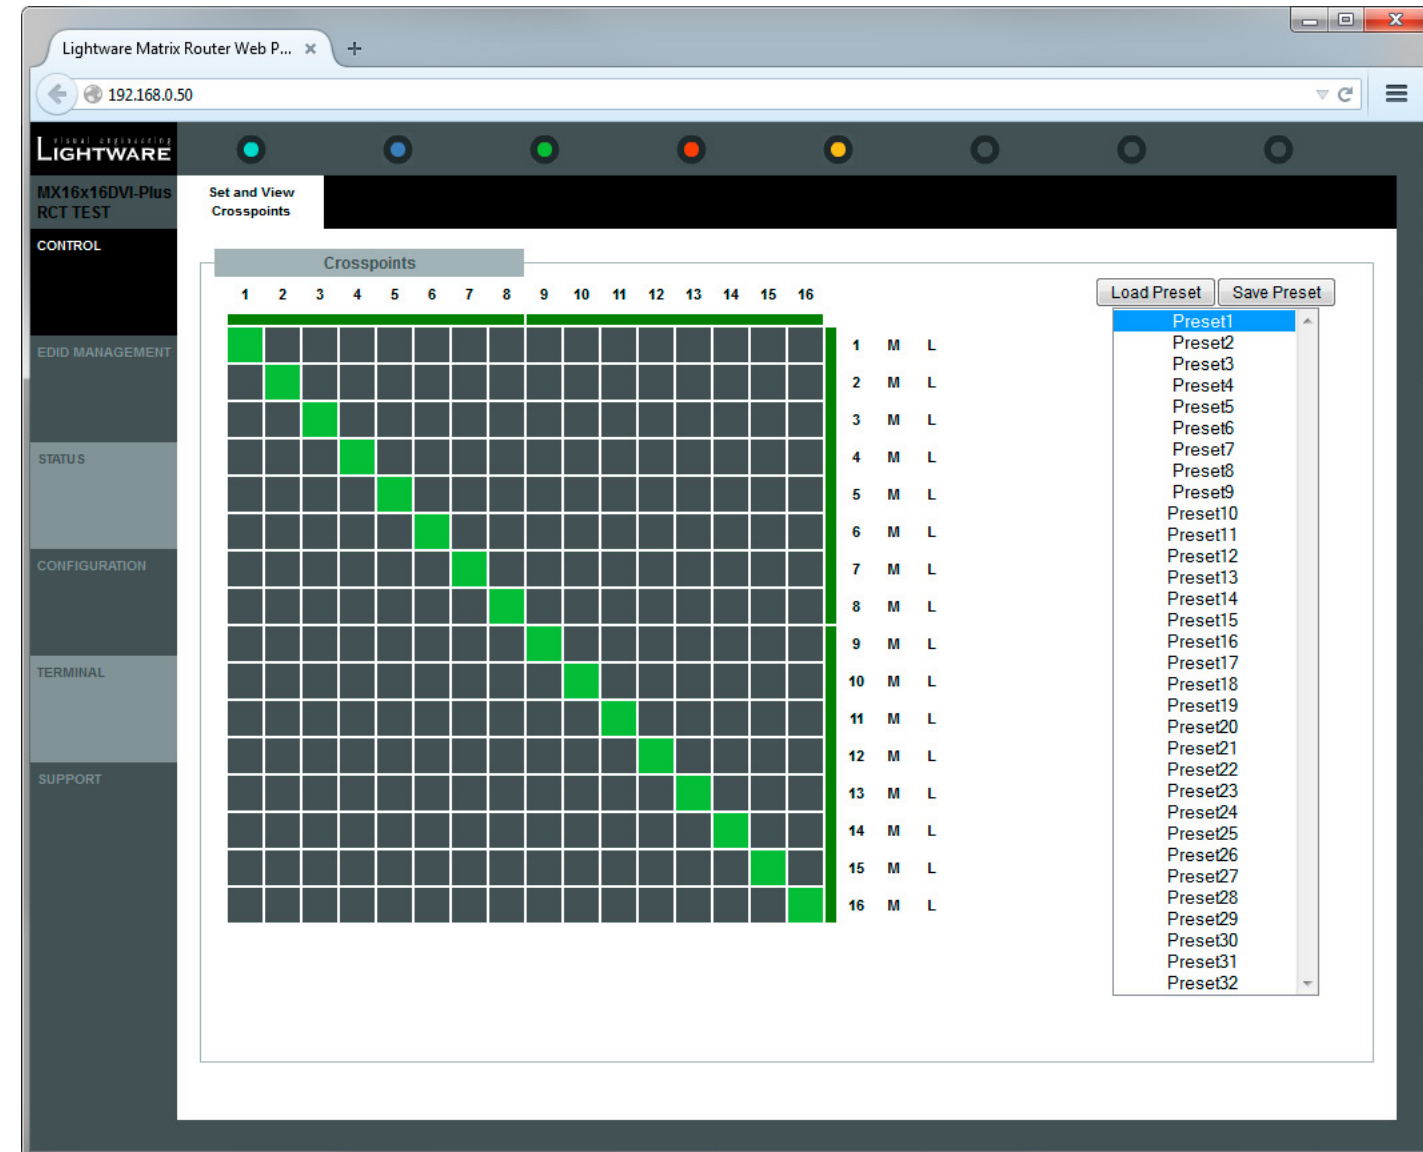 Lightware Matrix Router Web P...
192.168.0.50
visual engineering
LIGHTWARE
MX16x16DVI-Plus
RCT TEST
Set and View
Crosspoints
CONTROL
EDID MANAGEMENT
STATUS
CONFIGURATION
TERMINAL
SUPPORT
Crosspoints
1 2 3 4 5 6 7 8 9 10 11 12 13 14 15 16
1 M L
2 M L
3 M L
4 M L
5 M L
6 M L
7 M L
8 M L
9 M L
10 M L
11 M L
12 M L
13 M L
14 M L
15 M L
16 M L
Load Preset Save Preset
Preset1
Preset2
Preset3
Preset4
Preset5
Preset6
Preset7
Preset8
Preset9
Preset10
Preset11
Preset12
Preset13
Preset14
Preset15
Preset16
Preset17
Preset18
Preset19
Preset20
Preset21
Preset22
Preset23
Preset24
Preset25
Preset26
Preset27
Preset28
Preset29
Preset30
Preset31
Preset32